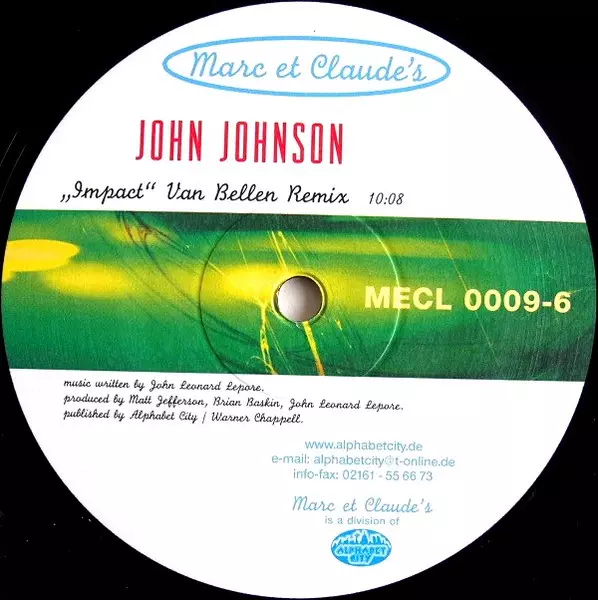 Marc et Claude's
JOHN JOHNSON
„Impact“ Van Bellen Remix 10:08
MECL 0009-6
music written by John Leonard Lepore.
produced by Matt Jefferson, Brian Baskin, John Leonard Lepore.
published by Alphabet City / Warner Chappell.
www.alphabetcity.de
e-mail: alphabetcity@t-online.de
info-fax: 02161 - 55 66 73
Marc et Claude's
is a division of
ALPHABET
CITY